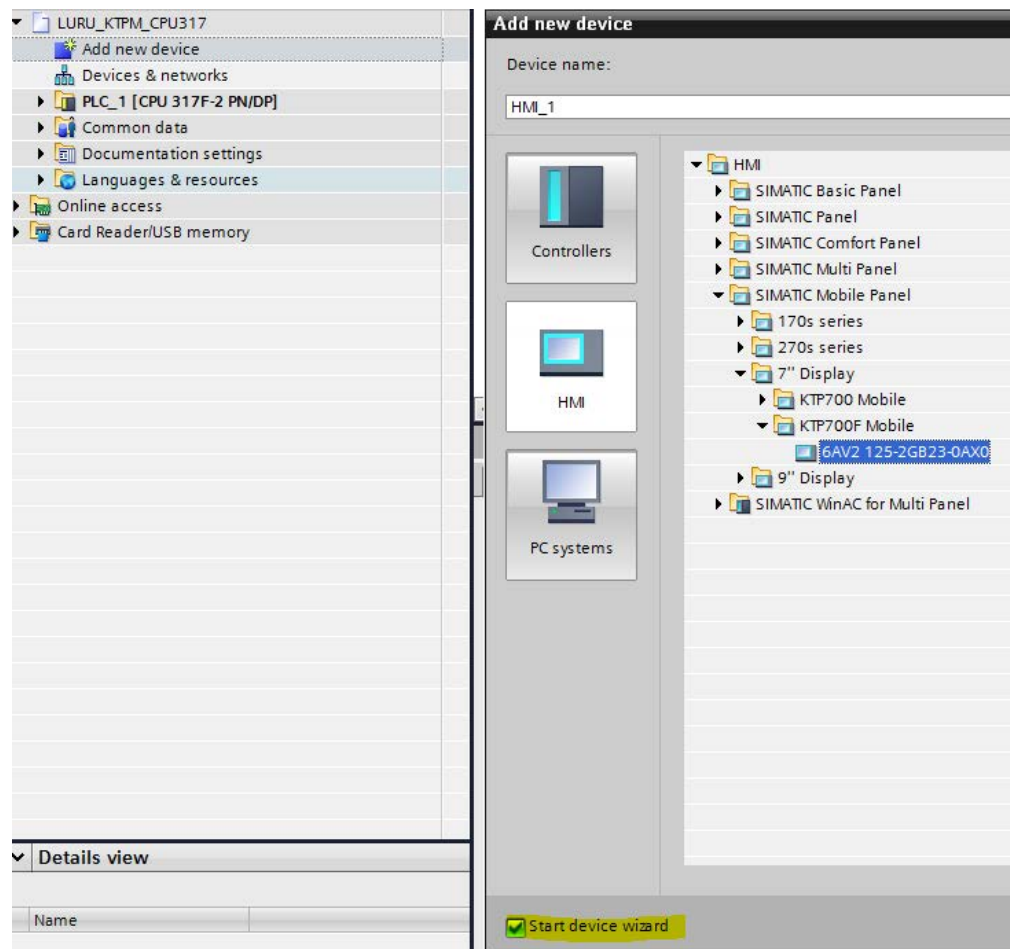 LURU_KTPM_CPU317
Add new device
Devices & networks
PLC_1 [CPU 317F-2 PN/DP]
Common data
Documentation settings
Languages & resources
Online access
Card Reader/USB memory
Details view
Name
Add new device
Device name:
HMI_1
Controllers
HMI
PC systems
HMI
SIMATIC Basic Panel
SIMATIC Panel
SIMATIC Comfort Panel
SIMATIC Multi Panel
SIMATIC Mobile Panel
170s series
270s series
7'' Display
KTP700 Mobile
KTP700F Mobile
6AV2 125-2GB23-0AX0
9'' Display
SIMATIC WinAC for Multi Panel
Start device wizard